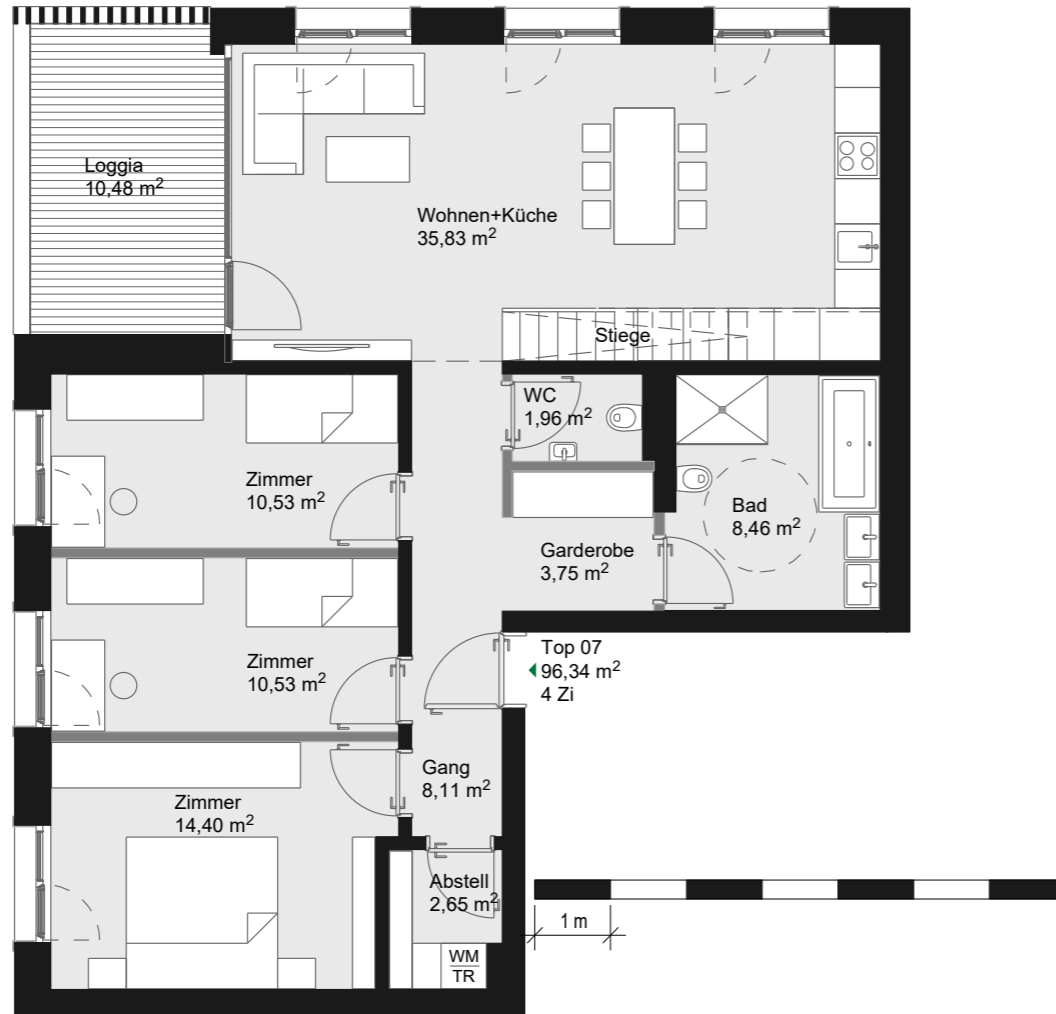 Loggia
10,48 m²
Wohnen+Küche
35,83 m²
Stiege
WC
1,96 m²
Zimmer
10,53 m²
Bad
8,46 m²
Garderobe
3,75 m²
Zimmer
10,53 m²
Top 07
96,34 m²
4 Zi
Gang
8,11 m²
Zimmer
14,40 m²
Abstell
2,65 m²
1 m
WM
TR